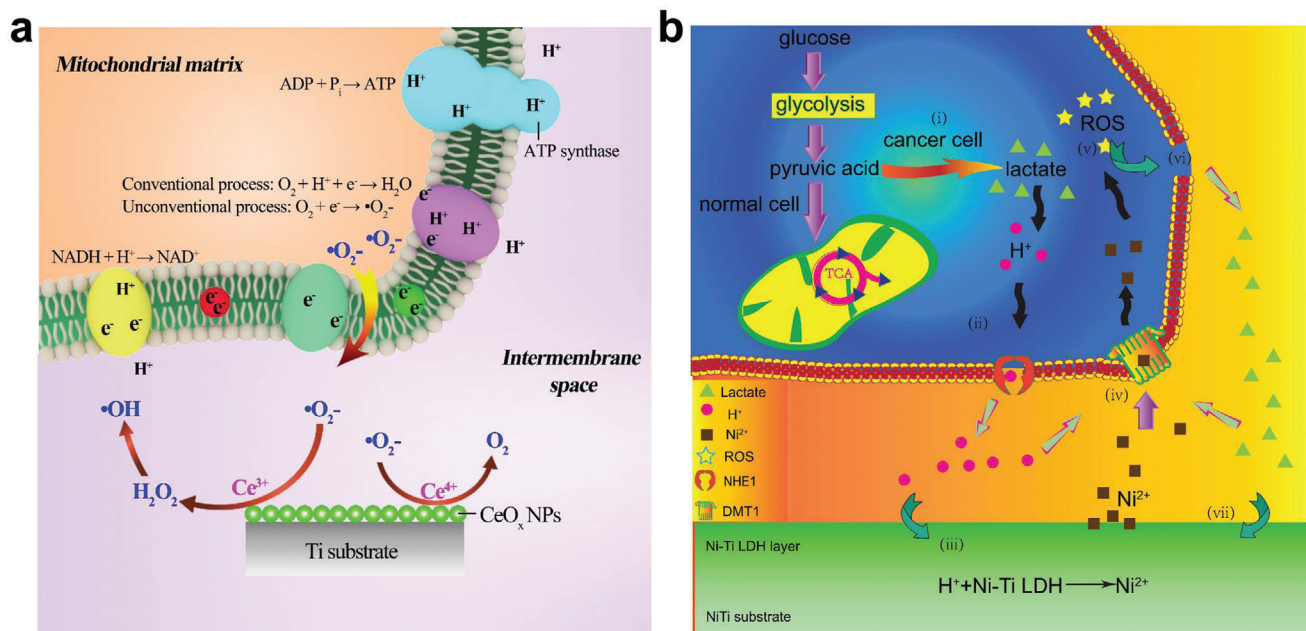 a
Mitochondrial matrix
H⁺
ADP + Pᵢ → ATP
H⁺
H⁺
H⁺
ATP synthase
Conventional process: O₂ + H⁺ + e⁻ → H₂O
Unconventional process: O₂ + e⁻ → •O₂-
e⁻
H⁺
H⁺
e⁻
H⁺
•O₂-
•O₂-
NADH + H⁺ → NAD⁺
H⁺
e⁻
e⁻
e⁻
e⁻
e⁻
e⁻
H⁺
Intermembrane
space
•OH
•O₂-
•O₂-
O₂
H₂O₂
Ce³⁺
Ce⁴⁺
CeOₓ NPs
Ti substrate
b
glucose
glycolysis
pyruvic acid
normal cell
TCA
(i)
cancer cell
lactate
ROS
(v)
(vi)
H⁺
(ii)
Lactate
H⁺
Ni²⁺
ROS
NHE1
DMT1
(iv)
Ni²⁺
(vii)
Ni-Ti LDH layer
(iii)
H⁺+Ni-Ti LDH→Ni²⁺
NiTi substrate